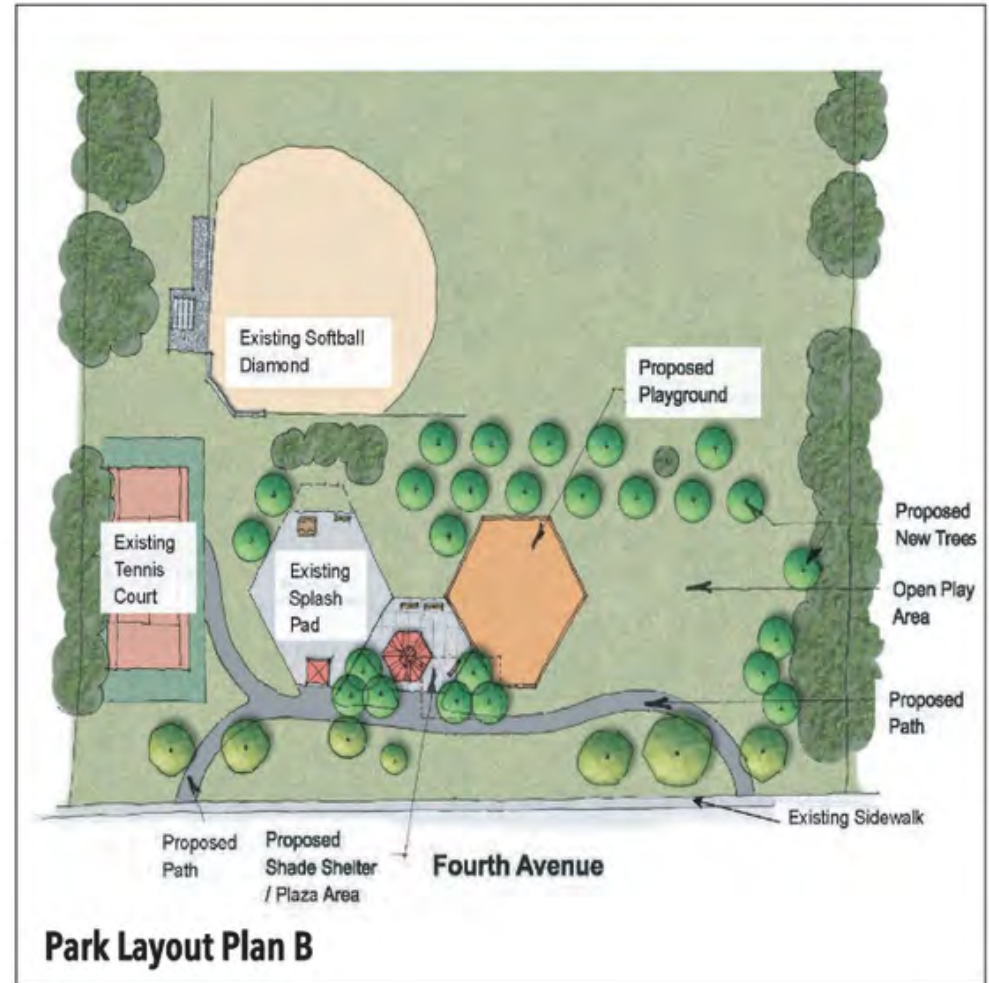 Existing Softball
Diamond
Proposed
Playground
Existing
Tennis
Court
Existing
Splash
Pad
Proposed
New Trees
Open Play
Area
Proposed
Path
Existing Sidewalk
Proposed
Path
Proposed
Shade Shelter
/ Plaza Area
Fourth Avenue
Park Layout Plan B